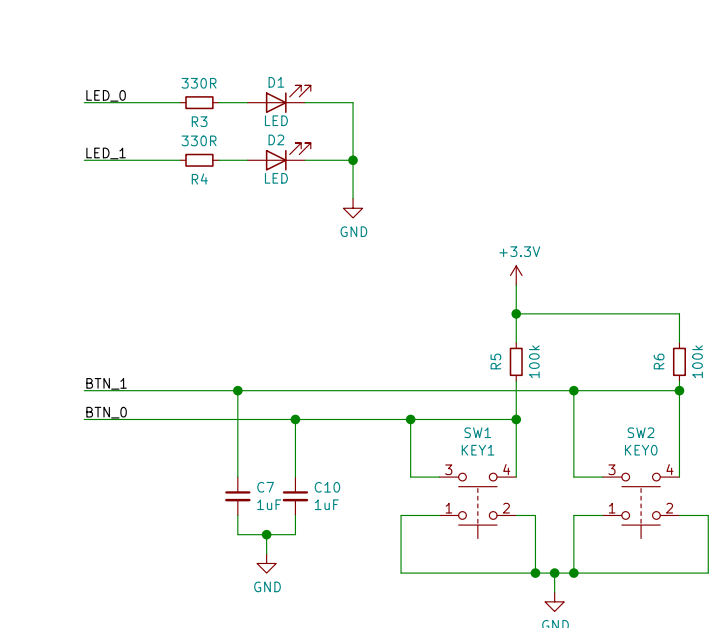 330R D1
LED_0
R3 LED
330R D2
LED_1
R4 LED
GND
+3.3V
R5 100k R6 100k
BTN_1
BTN_0
SW1 SW2
KEY1 KEY0
3 4 3 4
C7 C10
1uF 1uF
1 2 1 2
GND
GND